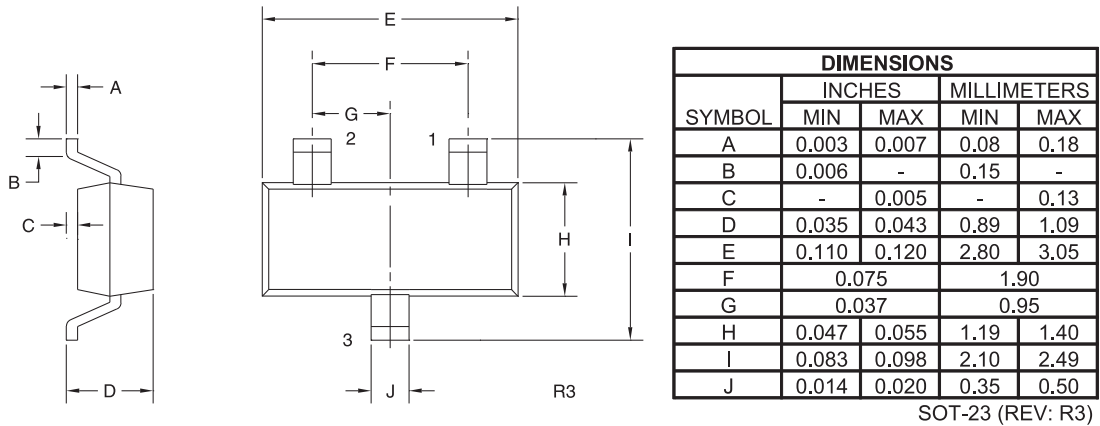 E
A
F
G
2
1
B
C
H
I
3
D
J
R3
DIMENSIONS
INCHES MILLIMETERS
SYMBOL MIN MAX MIN MAX
A 0.003 0.007 0.08 0.18
B 0.006 - 0.15 -
C - 0.005 - 0.13
D 0.035 0.043 0.89 1.09
E 0.110 0.120 2.80 3.05
F 0.075 1.90
G 0.037 0.95
H 0.047 0.055 1.19 1.40
I 0.083 0.098 2.10 2.49
J 0.014 0.020 0.35 0.50
SOT-23 (REV: R3)